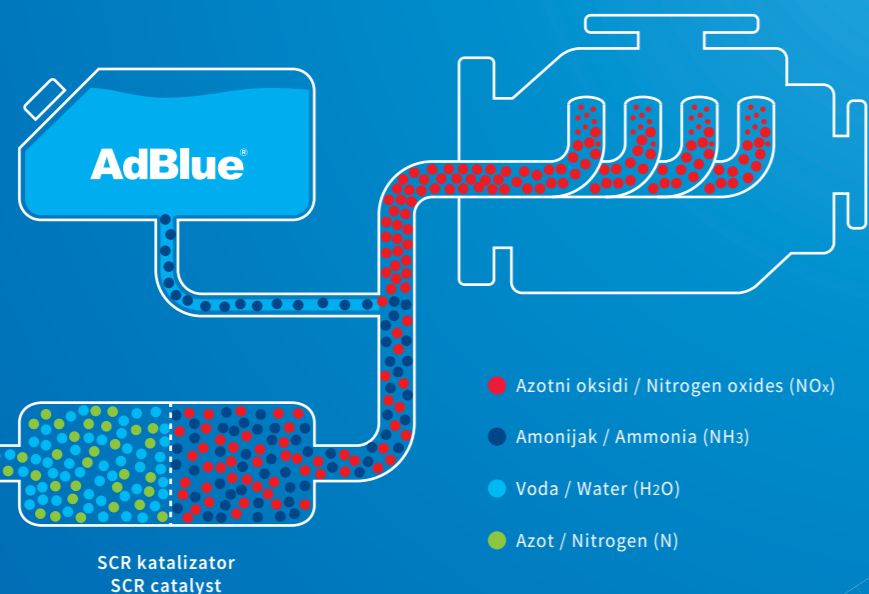 AdBlue®
Azotni oksidi / Nitrogen oxides (NOx)
Amonijak / Ammonia (NH3)
Voda / Water (H2O)
Azot / Nitrogen (N)
SCR katalizator
SCR catalyst